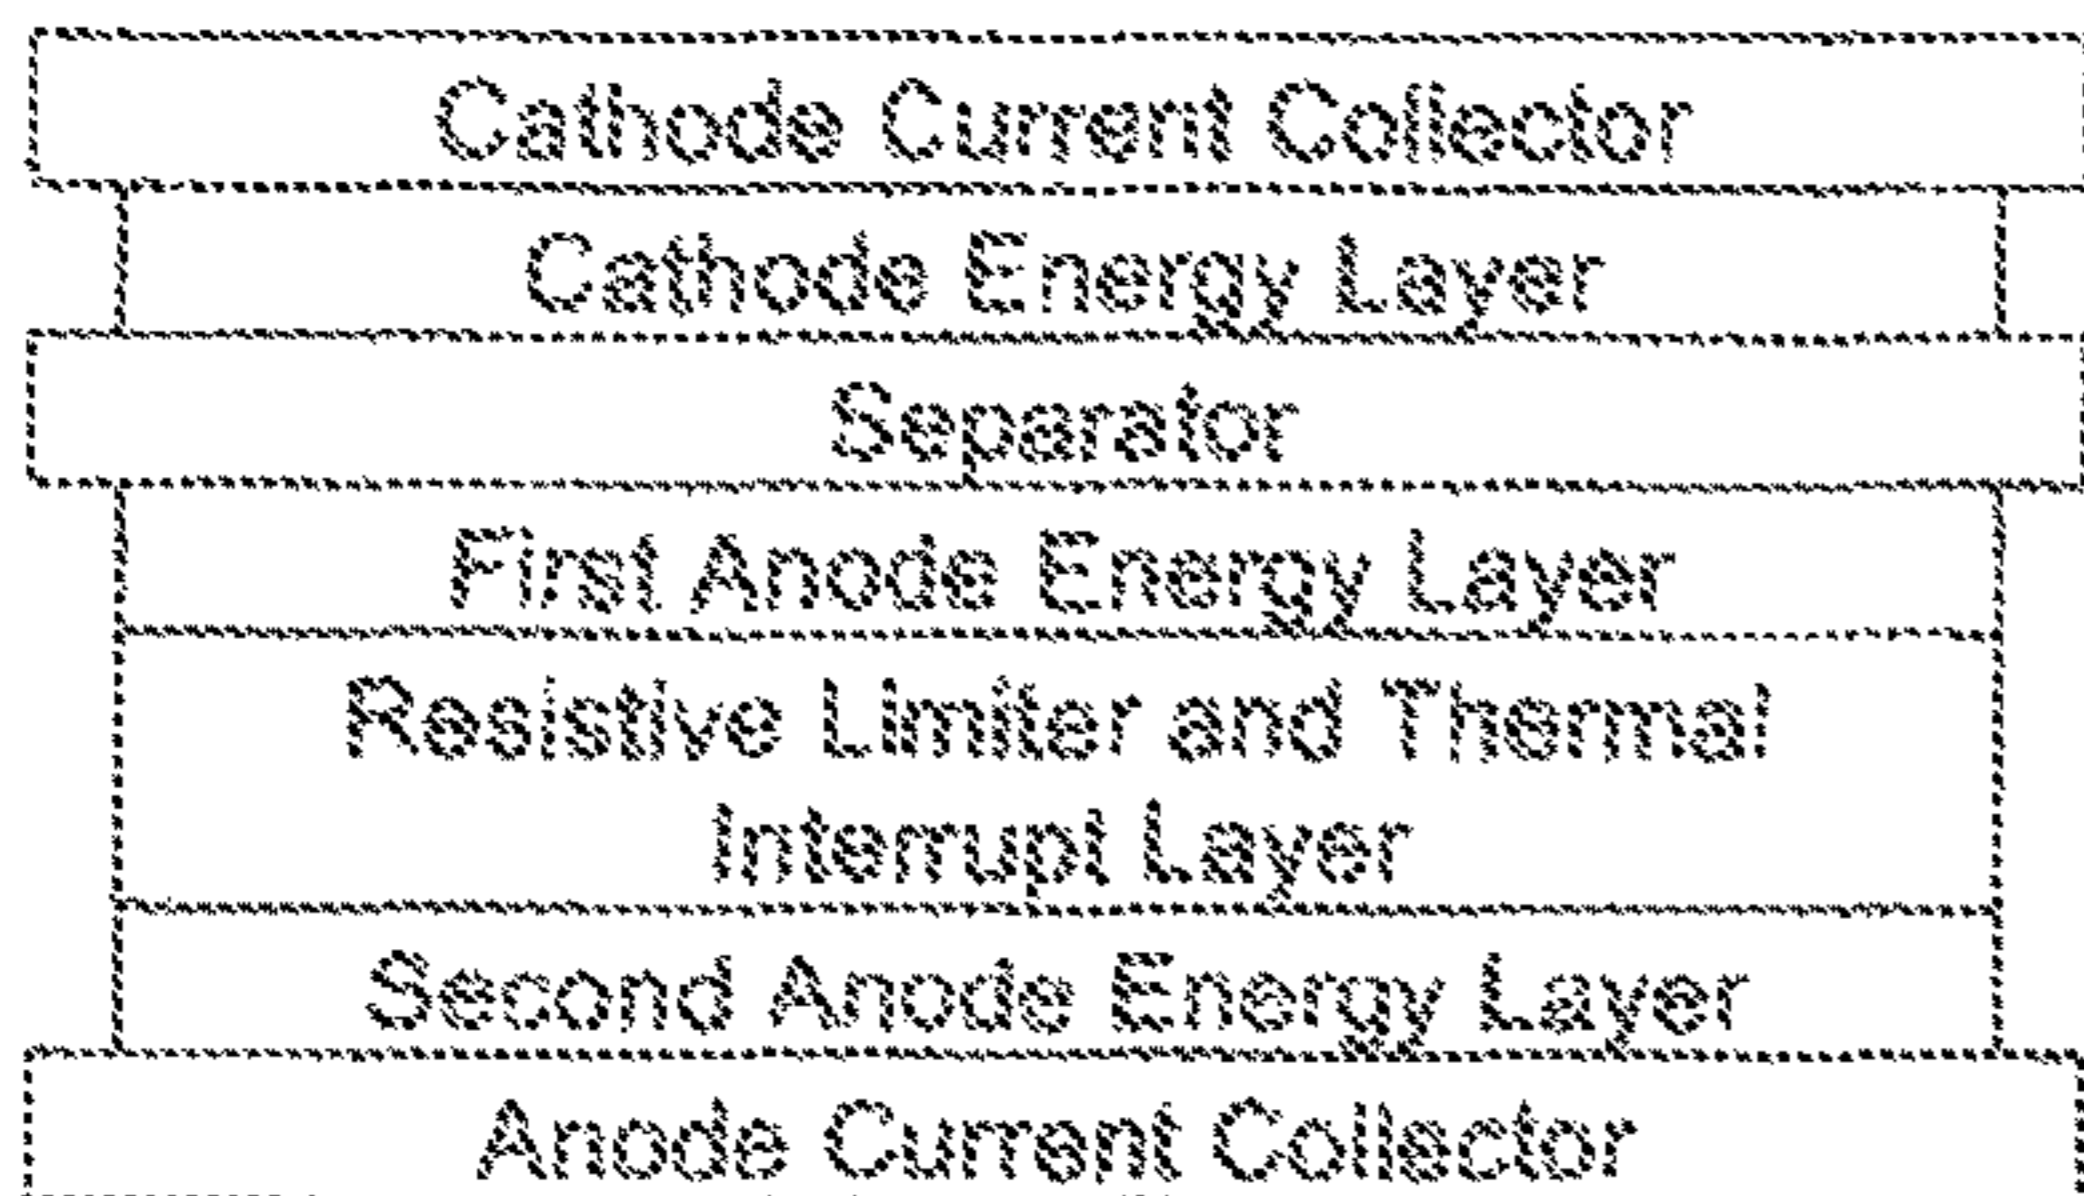 Cathode Current Collector
Cathode Energy Layer
Separator
First Anode Energy Layer
Resistive Limiter and Thermal
Interrupt Layer
Second Anode Energy Layer
Anode Current Collector